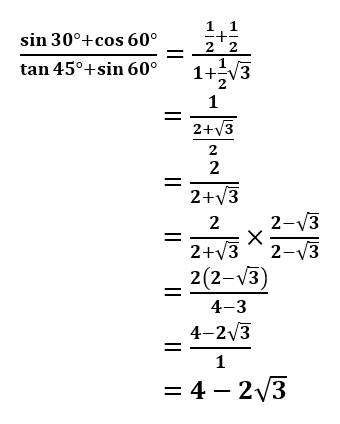 (sin 30°+cos 60°)/(tan 45°+sin 60°) = (1/2+1/2)/(1+1/2√3)
= 1/((2+√3)/2)
= 2/(2+√3)
= 2/(2+√3) × (2−√3)/(2−√3)
= 2(2−√3)/(4−3)
= (4−2√3)/1
= 4 − 2√3